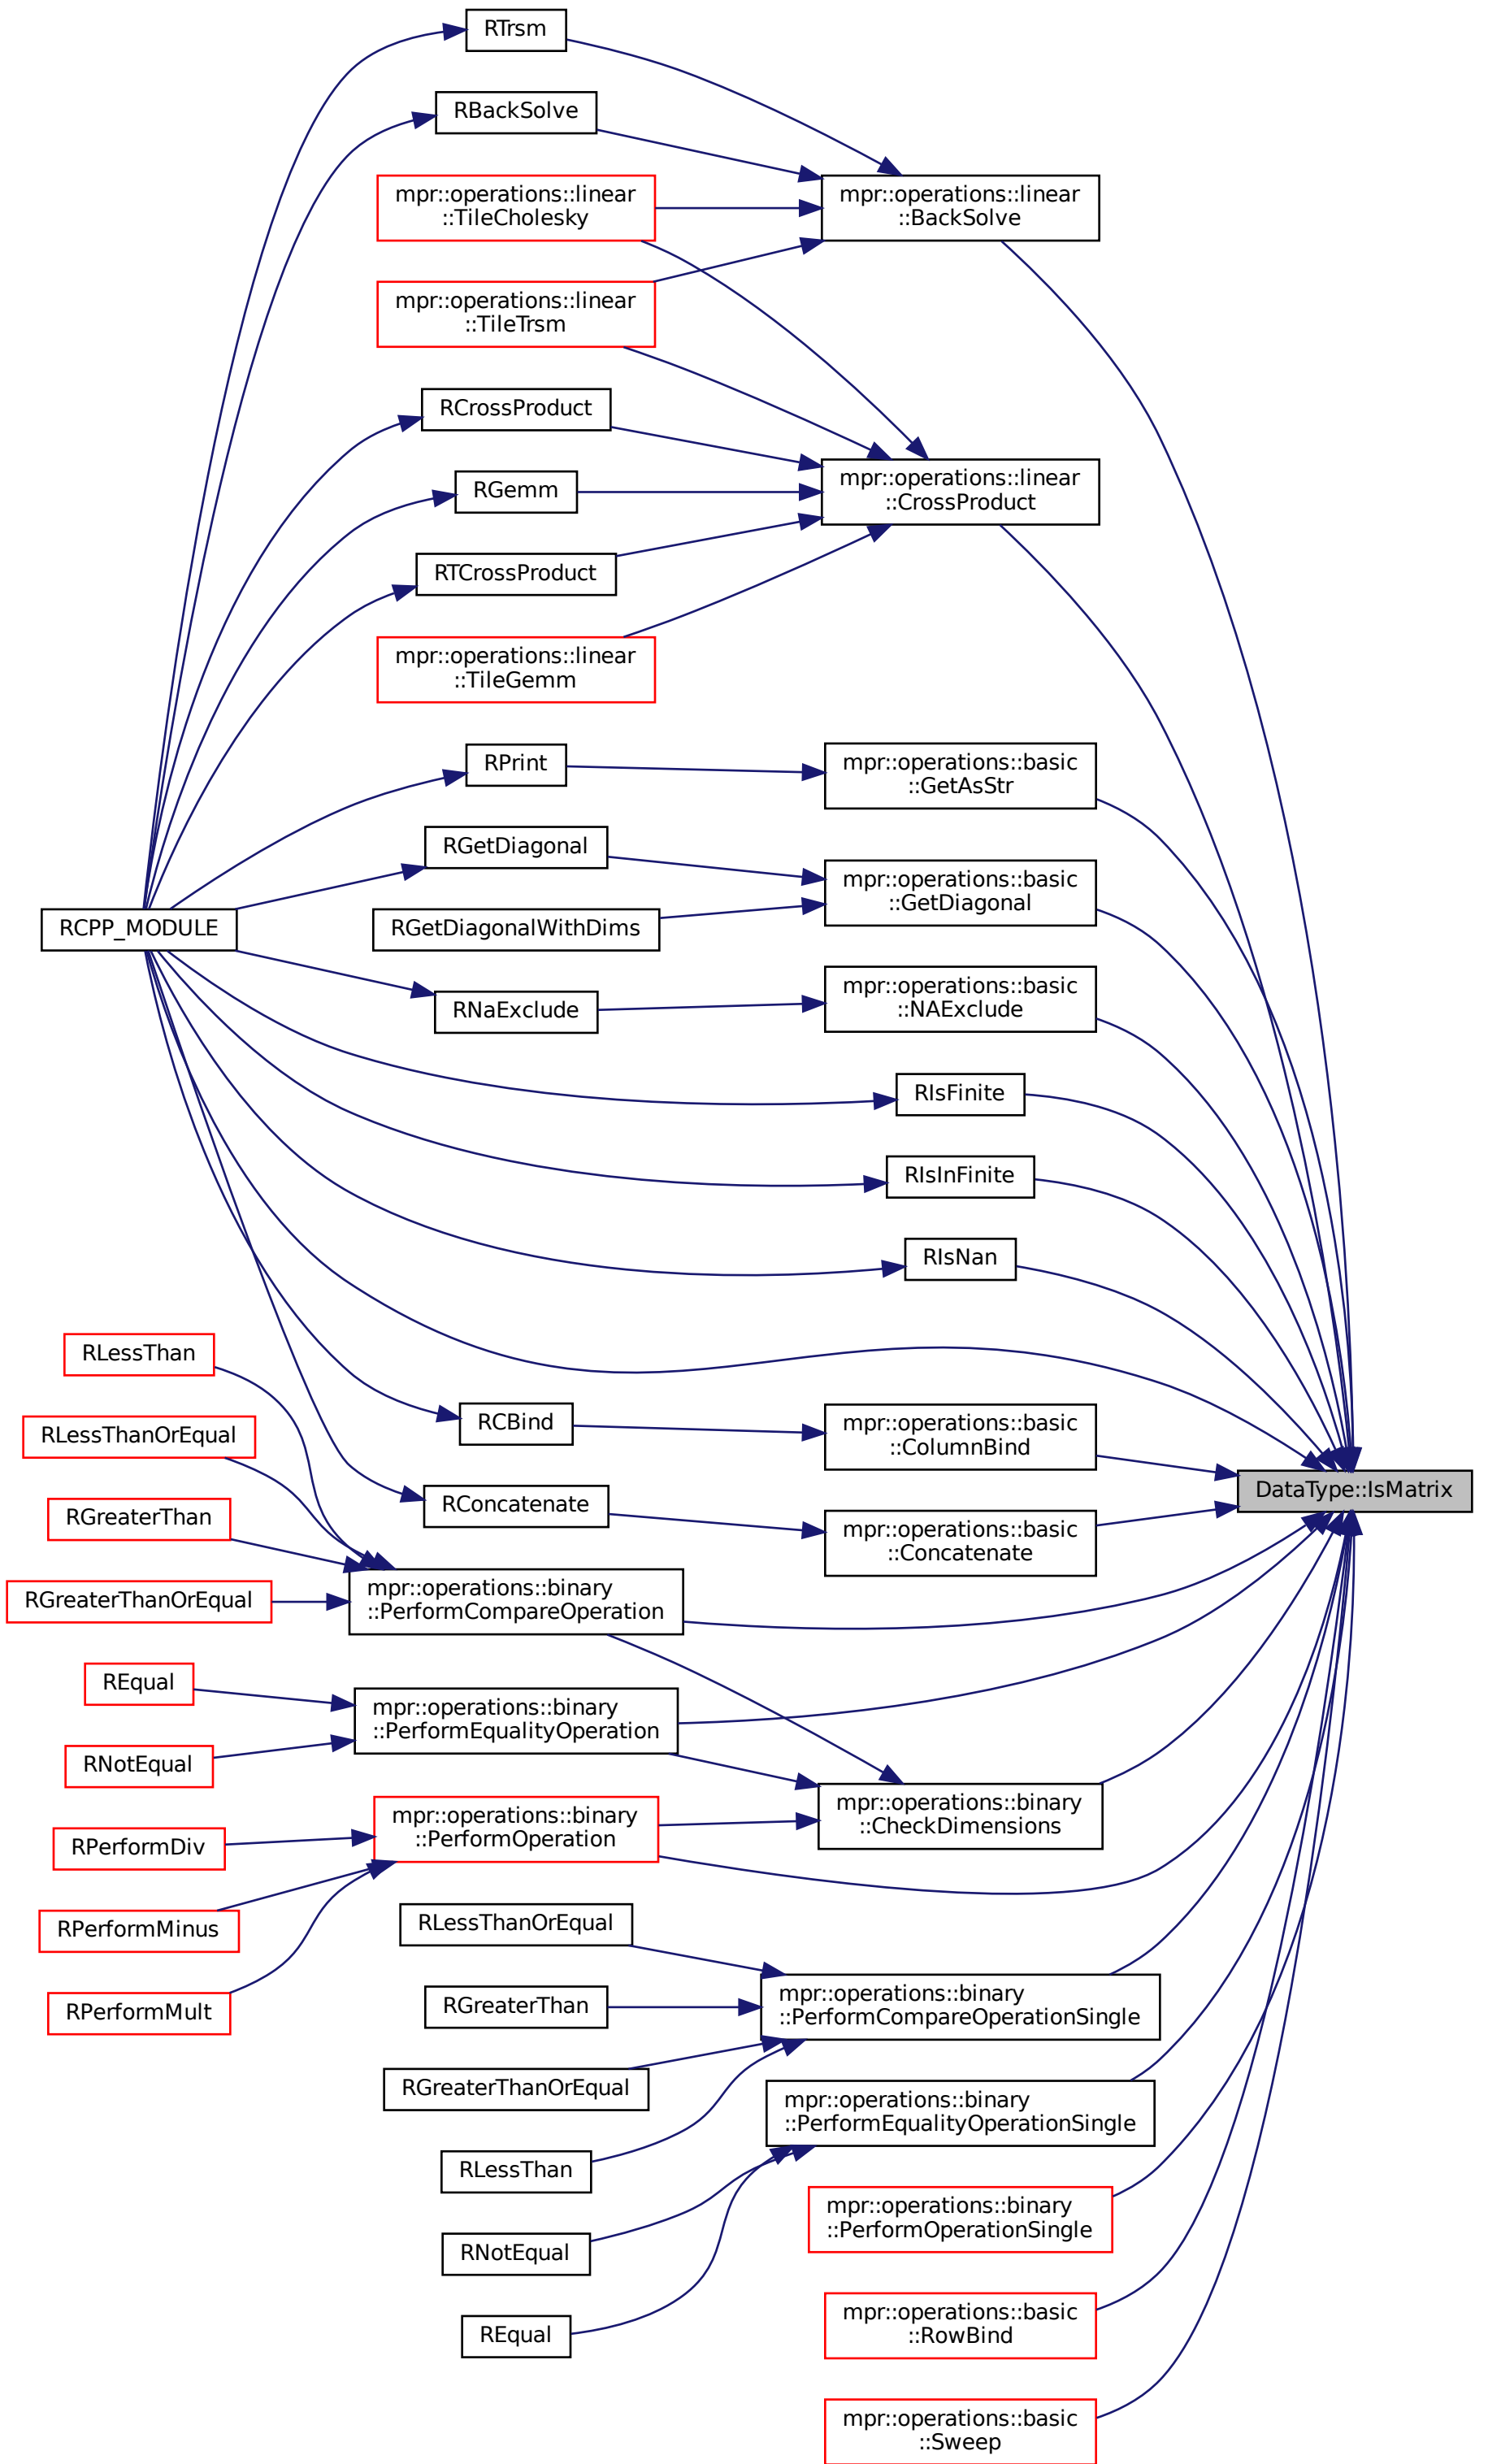 RTrsm
RBackSolve
mpr::operations::linear
::TileCholesky
mpr::operations::linear
::BackSolve
mpr::operations::linear
::TileTrsm
RCrossProduct
mpr::operations::linear
::CrossProduct
RGemm
RTCrossProduct
mpr::operations::linear
::TileGemm
RPrint
mpr::operations::basic
::GetAsStr
RGetDiagonal
mpr::operations::basic
::GetDiagonal
RCPP_MODULE
RGetDiagonalWithDims
mpr::operations::basic
::NAExclude
RNaExclude
RIsFinite
RIsInFinite
RIsNan
RLessThan
RCBind
mpr::operations::basic
::ColumnBind
RLessThanOrEqual
DataType::IsMatrix
RConcatenate
RGreaterThan
mpr::operations::basic
::Concatenate
RGreaterThanOrEqual
mpr::operations::binary
::PerformCompareOperation
REqual
mpr::operations::binary
::PerformEqualityOperation
RNotEqual
mpr::operations::binary
::CheckDimensions
mpr::operations::binary
::PerformOperation
RPerformDiv
RPerformMinus
RLessThanOrEqual
RPerformMult
RGreaterThan
mpr::operations::binary
::PerformCompareOperationSingle
RGreaterThanOrEqual
mpr::operations::binary
::PerformEqualityOperationSingle
RLessThan
mpr::operations::binary
::PerformOperationSingle
RNotEqual
REqual
mpr::operations::basic
::RowBind
mpr::operations::basic
::Sweep